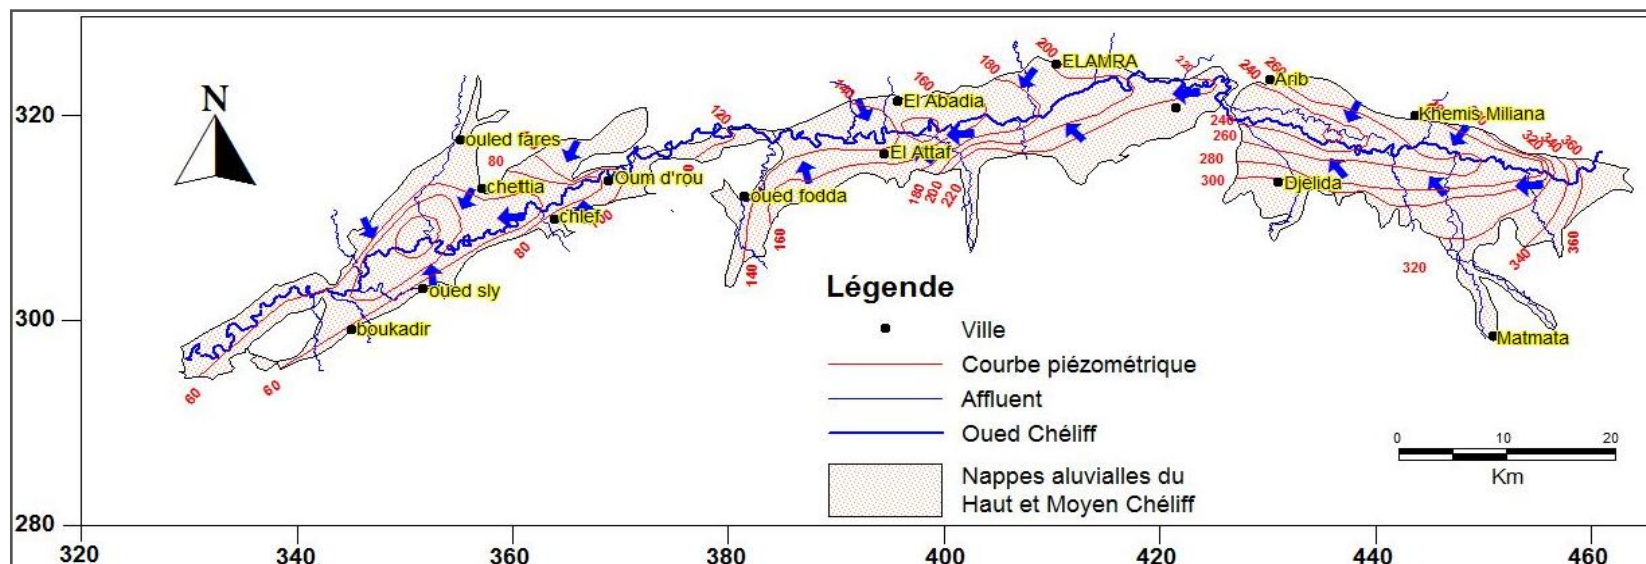 N
ELAMRA
Arib
El Abadia
Khemis Miliana
ouled fares
El Attaf
chettia
Oum d'rou
oued fodda
Djelida
chlef
oued sly
boukadir
Matmata
200
180
160
140
120
220
240
260
320
340
360
240
260
280
300
80
100
80
180
200
220
160
140
320
340
360
60
60
Légende
Ville
Courbe piézométrique
Affluent
Oued Chéliff
Nappes aluvialles du
Haut et Moyen Chéliff
0 10 20
Km
320
300
280
320 340 360 380 400 420 440 460